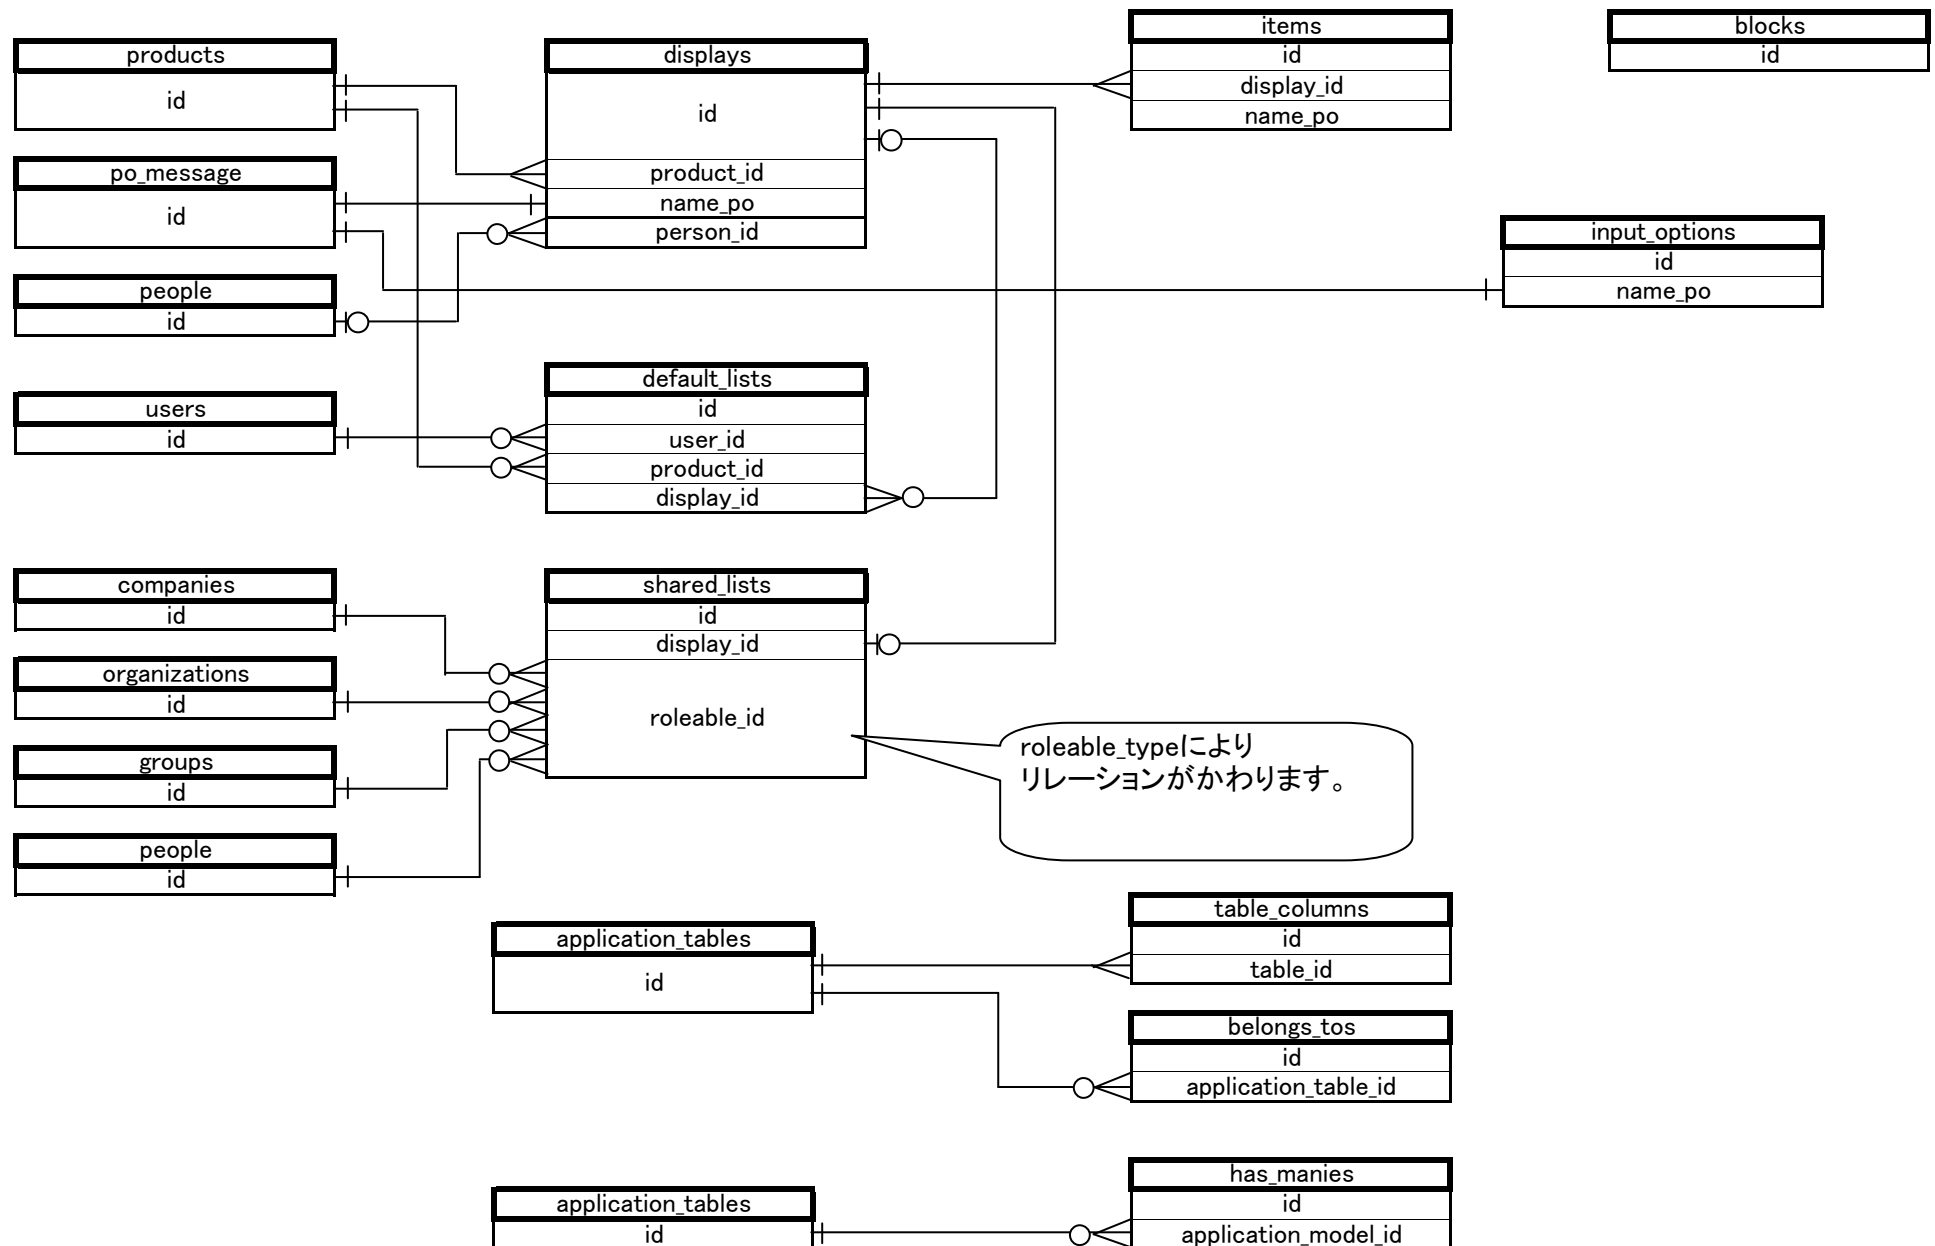 products
id
po_message
id
people
id
users
id
companies
id
organizations
id
groups
id
people
id
displays
id
product_id
name_po
person_id
default_lists
id
user_id
product_id
display_id
shared_lists
id
display_id
roleable_id
roleable_typeにより
リレーションがかわります。
items
id
display_id
name_po
blocks
id
input_options
id
name_po
application_tables
id
table_columns
id
table_id
belongs_tos
id
application_table_id
application_tables
id
has_manies
id
application_model_id